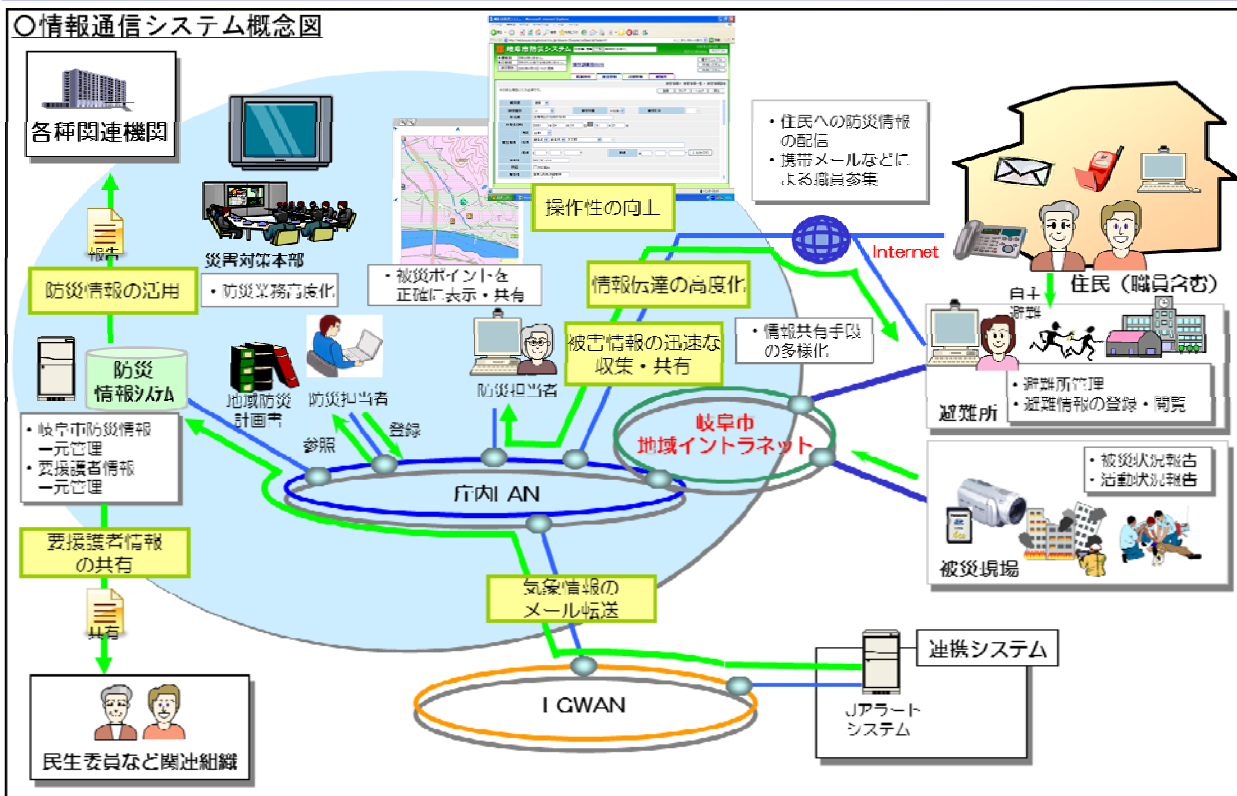 ○情報通信システム概念図
各種関連機関
報告
防災情報の活用
災害対策本部
・防災業務高度化
岐阜市防災システム
操作性の向上
・被災ポイントを
正確に表示・共有
・住民への防災情報
の配信
・携帯メールなどに
よる職員参集
Internet
住民（職員含む）
自主
避難
情報伝達の高度化
被害情報の迅速な
収集・共有
・情報共有手段
の多様化
防災
情報システム
地域防災
計画書
防災担当者
防災担当者
参照
登録
・岐阜市防災情報
一元管理
・要援護者情報
一元管理
岐阜市
地域イントラネット
庁内LAN
避難所
・避難所管理
・避難情報の登録・閲覧
・被災状況報告
・活動状況報告
被災現場
要援護者情報
の共有
共有
民生委員など関連組織
気象情報の
メール転送
LGWAN
連携システム
Jアラート
システム